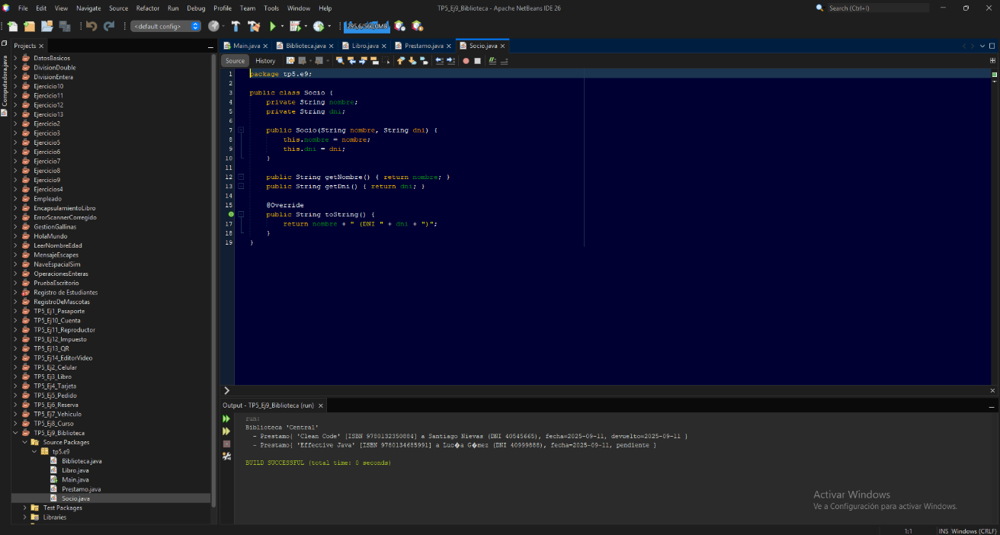 File Edit View Navigate Source Refactor Run Debug Profile Team Tools Window Help
TP5_Ej9_Biblioteca - Apache NetBeans IDE 26
Search (Ctrl+I)
<default config>
295,6/560,0MB
Projects
Computadora.java
DatosBasicos
DivisionDouble
DivisionEntera
Ejercicio10
Ejercicio11
Ejercicio12
Ejercicio13
Ejercicio2
Ejercicio3
Ejercicio5
Ejercicio6
Ejercicio7
Ejercicio8
Ejercicio9
Ejercicios4
Empleado
EncapsulamientoLibro
ErrorScannerCorregido
GestionGallinas
HolaMundo
LeerNombreEdad
MensajeEscapes
NaveEspacialSim
OperacionesEnteras
PruebaEscritorio
Registro de Estudiantes
RegistroDeMascotas
TP5_Ej1_Pasaporte
TP5_Ej10_Cuenta
TP5_Ej11_Reproductor
TP5_Ej12_Impuesto
TP5_Ej13_QR
TP5_Ej14_EditorVideo
TP5_Ej2_Celular
TP5_Ej3_Libro
TP5_Ej4_Tarjeta
TP5_Ej5_Pedido
TP5_Ej6_Reserva
TP5_Ej7_Vehiculo
TP5_Ej8_Curso
TP5_Ej9_Biblioteca
Source Packages
tp5.e9
Biblioteca.java
Libro.java
Main.java
Prestamo.java
Socio.java
Test Packages
Libraries
Main.java Biblioteca.java Libro.java Prestamo.java Socio.java
Source History
1 package tp5.e9;
2
3 public class Socio {
4 private String nombre;
5 private String dni;
6
7 public Socio(String nombre, String dni) {
8 this.nombre = nombre;
9 this.dni = dni;
10 }
11
12 public String getNombre() { return nombre; }
13 public String getDni() { return dni; }
14
15 @Override
public String toString() {
17 return nombre + " (DNI " + dni + ")";
18 }
19 }
Output - TP5_Ej9_Biblioteca (run)
run:
Biblioteca 'Central'
- Prestamo{ 'Clean Code' [ISBN 9780132350884] a Santiago Nievas (DNI 40545665), fecha=2025-09-11, devuelto=2025-09-11 }
- Prestamo{ 'Effective Java' [ISBN 9780134685991] a Luc�a G�mez (DNI 40999888), fecha=2025-09-11, pendiente }
BUILD SUCCESSFUL (total time: 0 seconds)
Activar Windows
Ve a Configuración para activar Windows.
1:1 INS Windows (CRLF)